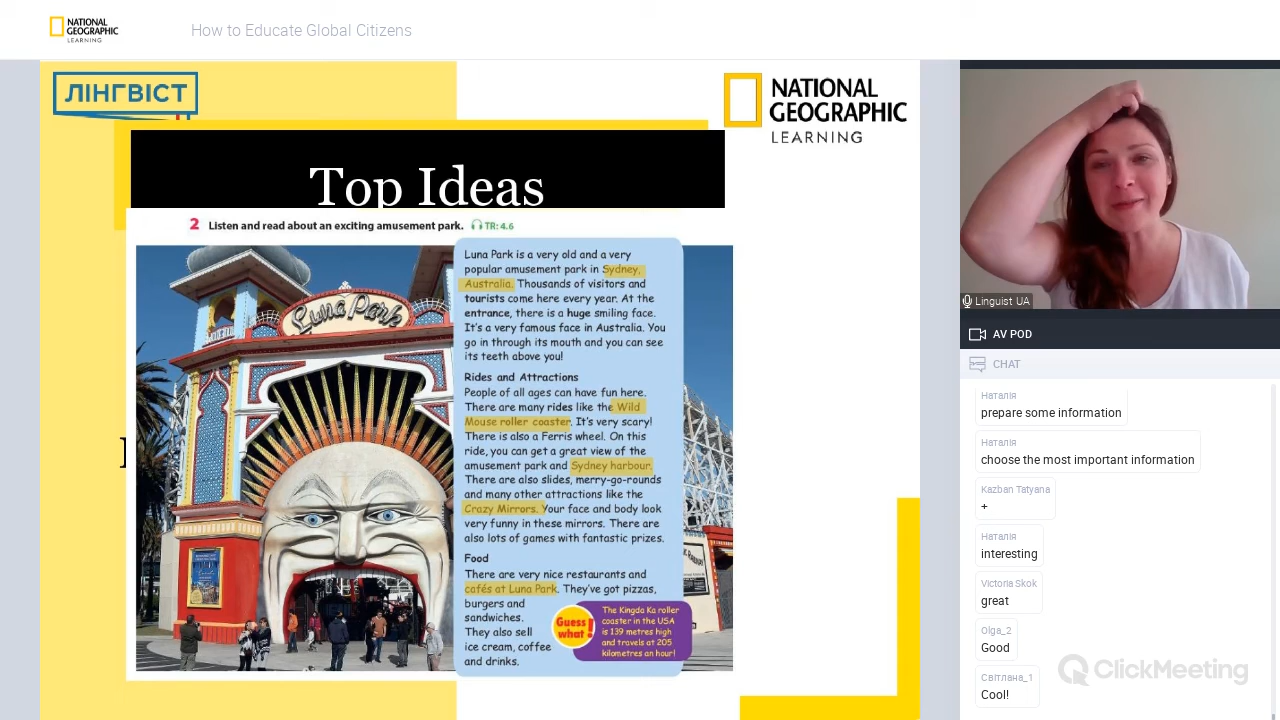 NATIONAL
GEOGRAPHIC
LEARNING
How to Educate Global Citizens
ЛІНГВІСТ
NATIONAL
GEOGRAPHIC
LEARNING
Top Ideas
2 Listen and read about an exciting amusement park. TR: 4.6
Luna Park
Luna Park is a very old and a very
popular amusement park in Sydney,
Australia. Thousands of visitors and
tourists come here every year. At the
entrance, there is a huge smiling face.
It's a very famous face in Australia. You
go in through its mouth and you can see
its teeth above you!
Rides and Attractions
People of all ages can have fun here.
There are many rides like the Wild
Mouse roller coaster. It's very scary!
There is also a Ferris wheel. On this
ride, you can get a great view of the
amusement park and Sydney harbour.
There are also slides, merry-go-rounds
and many other attractions like the
Crazy Mirrors. Your face and body look
very funny in these mirrors. There are
also lots of games with fantastic prizes.
Food
There are very nice restaurants and
cafés at Luna Park. They've got pizzas,
burgers and
sandwiches.
They also sell
ice cream, coffee
and drinks.
Guess
what!
The Kingda Ka roller
coaster in the USA
is 139 metres high
and travels at 205
kilometres an hour!
Linguist UA
AV POD
CHAT
Наталія
prepare some information
Наталія
choose the most important information
Kazban Tatyana
+
Наталія
interesting
Victoria Skok
great
Olga_2
Good
Світлана_1
Cool!
ClickMeeting